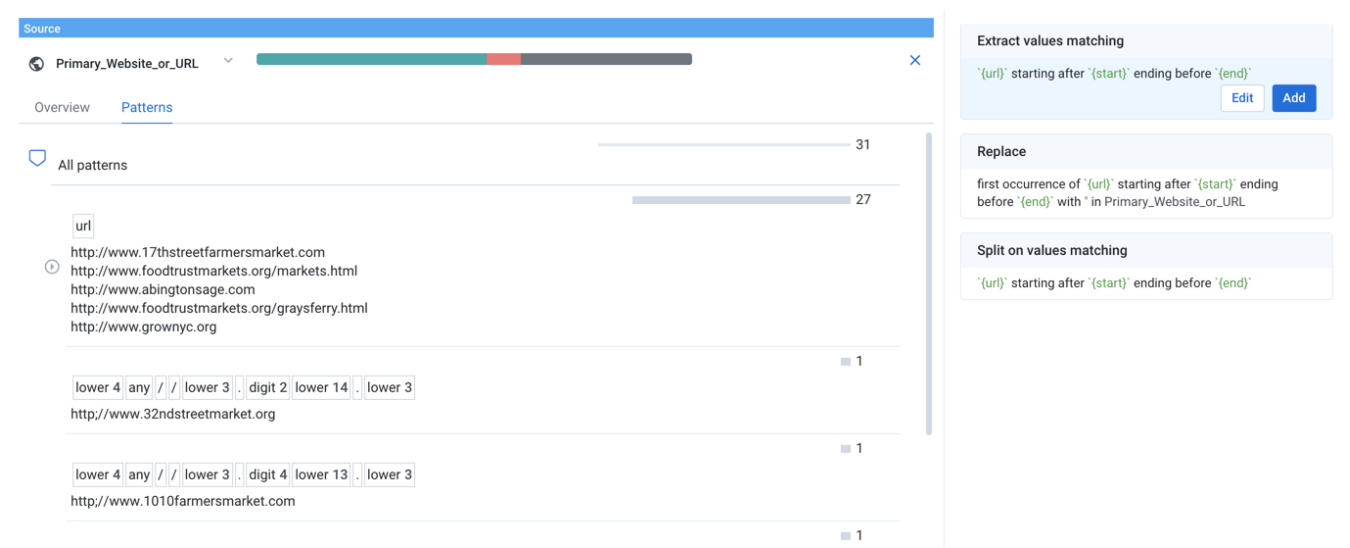 Source
Primary_Website_or_URL
Overview Patterns
31
All patterns
27
url
http://www.17thstreetfarmersmarket.com
http://www.foodtrustmarkets.org/markets.html
http://www.abingtonsage.com
http://www.foodtrustmarkets.org/graysferry.html
http://www.grownyc.org
1
lower 4 any / / lower 3 . digit 2 lower 14 . lower 3
http;//www.32ndstreetmarket.org
1
lower 4 any / / lower 3 . digit 4 lower 13 . lower 3
http;//www.1010farmersmarket.com
1
Extract values matching
`{url}` starting after `{start}` ending before `{end}`
Edit Add
Replace
first occurrence of `{url}` starting after `{start}` ending
before `{end}` with '' in Primary_Website_or_URL
Split on values matching
`{url}` starting after `{start}` ending before `{end}`